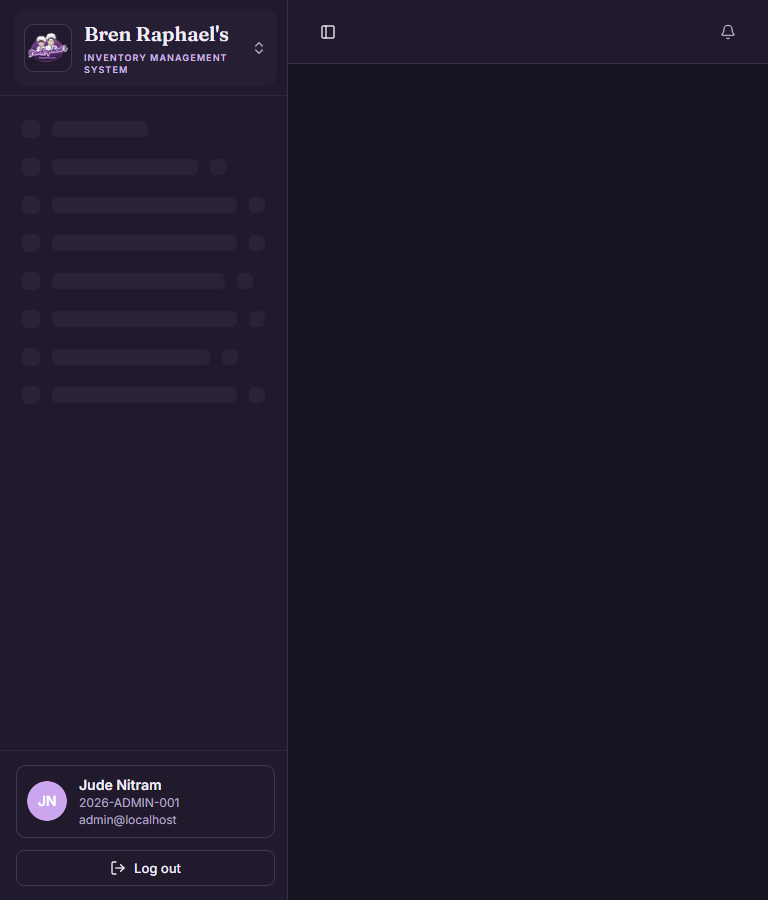 Bren Raphael's
INVENTORY MANAGEMENT
SYSTEM
JN
Jude Nitram
2026-ADMIN-001
admin@localhost
Log out